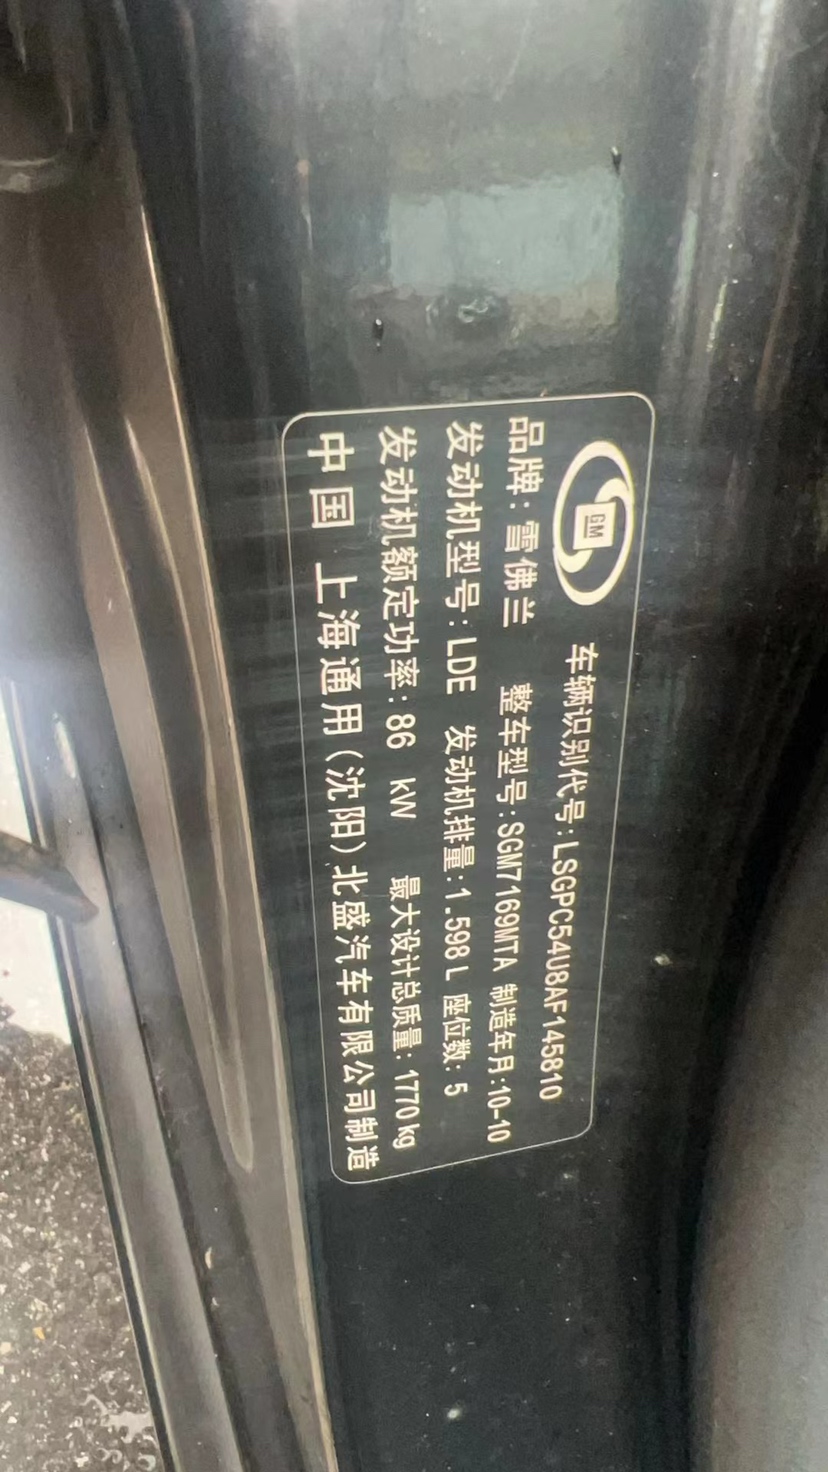 GM
车辆识别代号:LSGPC54U8AF145810
品牌:雪佛兰 整车型号:SGM7169MTA 制造年月:10-10
发动机型号:LDE 发动机排量:1.598L 座位数:5
发动机额定功率:86 kW 最大设计总质量:1770kg
中国 上海通用(沈阳)北盛汽车有限公司制造